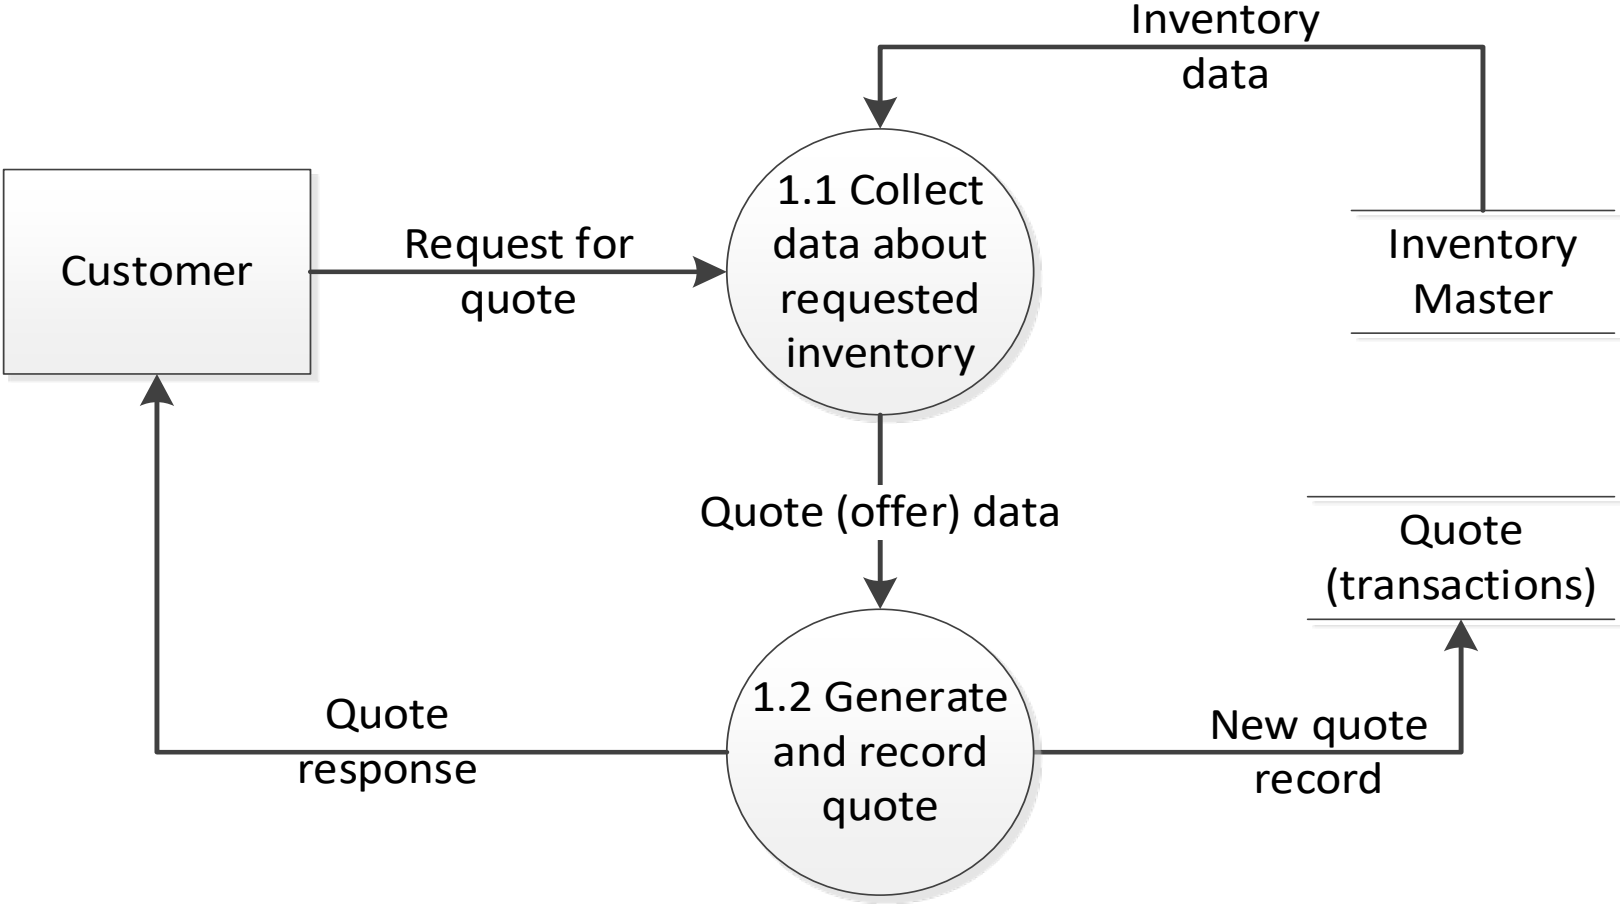 Inventory
data
1.1 Collect
data about
requested
inventory
Customer
Request for
quote
Inventory
Master
Quote (offer) data
Quote
(transactions)
1.2 Generate
and record
quote
Quote
response
New quote
record